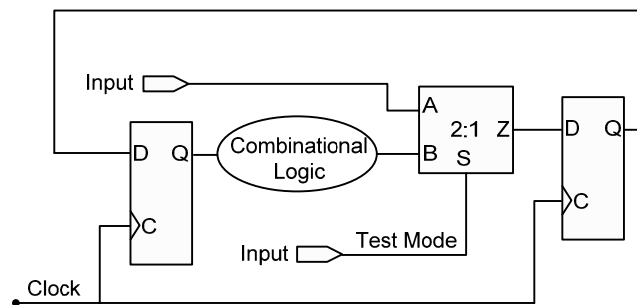 Input
A
2:1
Z
D
Q
D
Q
Combinational
Logic
B
S
C
C
Input
Test Mode
Clock